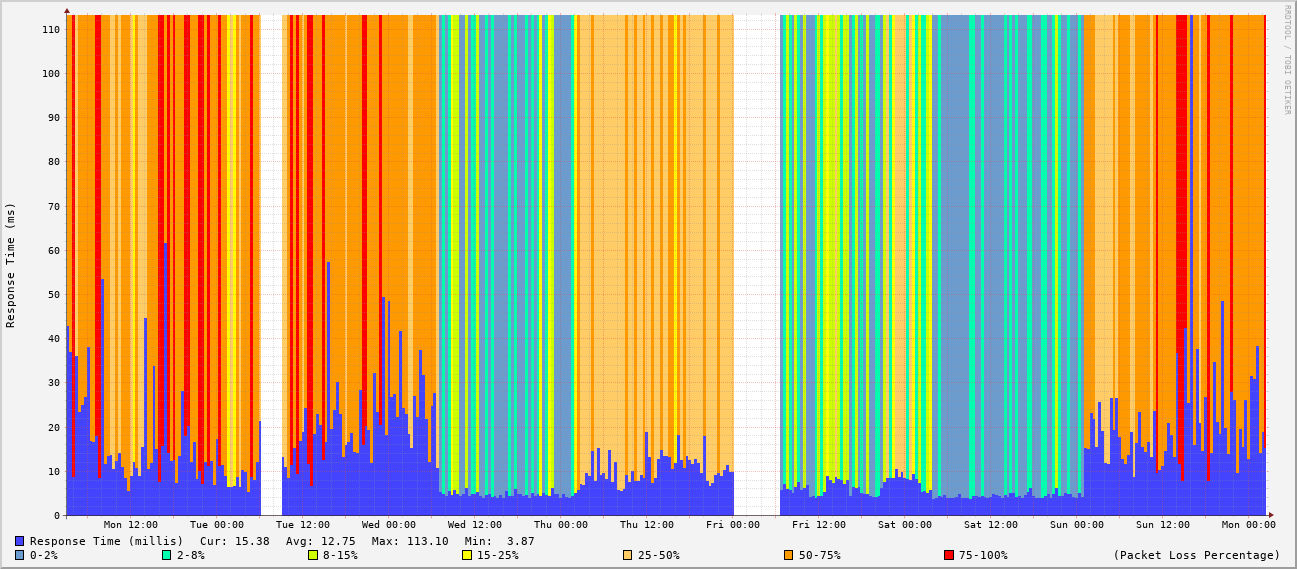 RRDTOOL / TOBI OETIKER
Response Time (ms)
110
100
90
80
70
60
50
40
30
20
10
0
Mon 12:00 Tue 00:00 Tue 12:00 Wed 00:00 Wed 12:00 Thu 00:00 Thu 12:00 Fri 00:00 Fri 12:00 Sat 00:00 Sat 12:00 Sun 00:00 Sun 12:00 Mon 00:00
Response Time (millis) Cur: 15.38 Avg: 12.75 Max: 113.10 Min: 3.87
0-2% 2-8% 8-15% 15-25% 25-50% 50-75% 75-100% (Packet Loss Percentage)